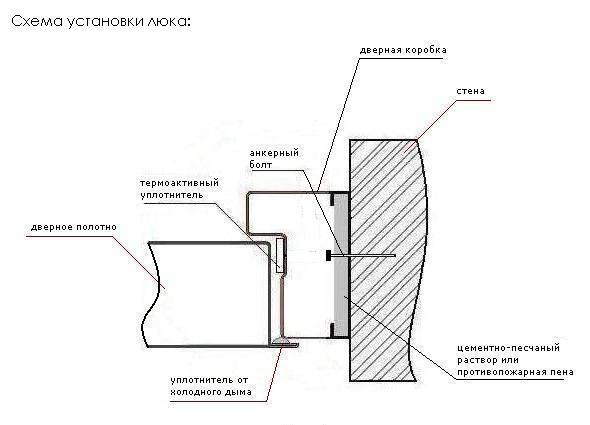 Схема установки люка:
дверная коробка
стена
анкерный
болт
термоактивный
уплотнитель
дверное полотно
цементно-песчаный
раствор или
противопожарная пена
уплотнитель от
холодного дыма